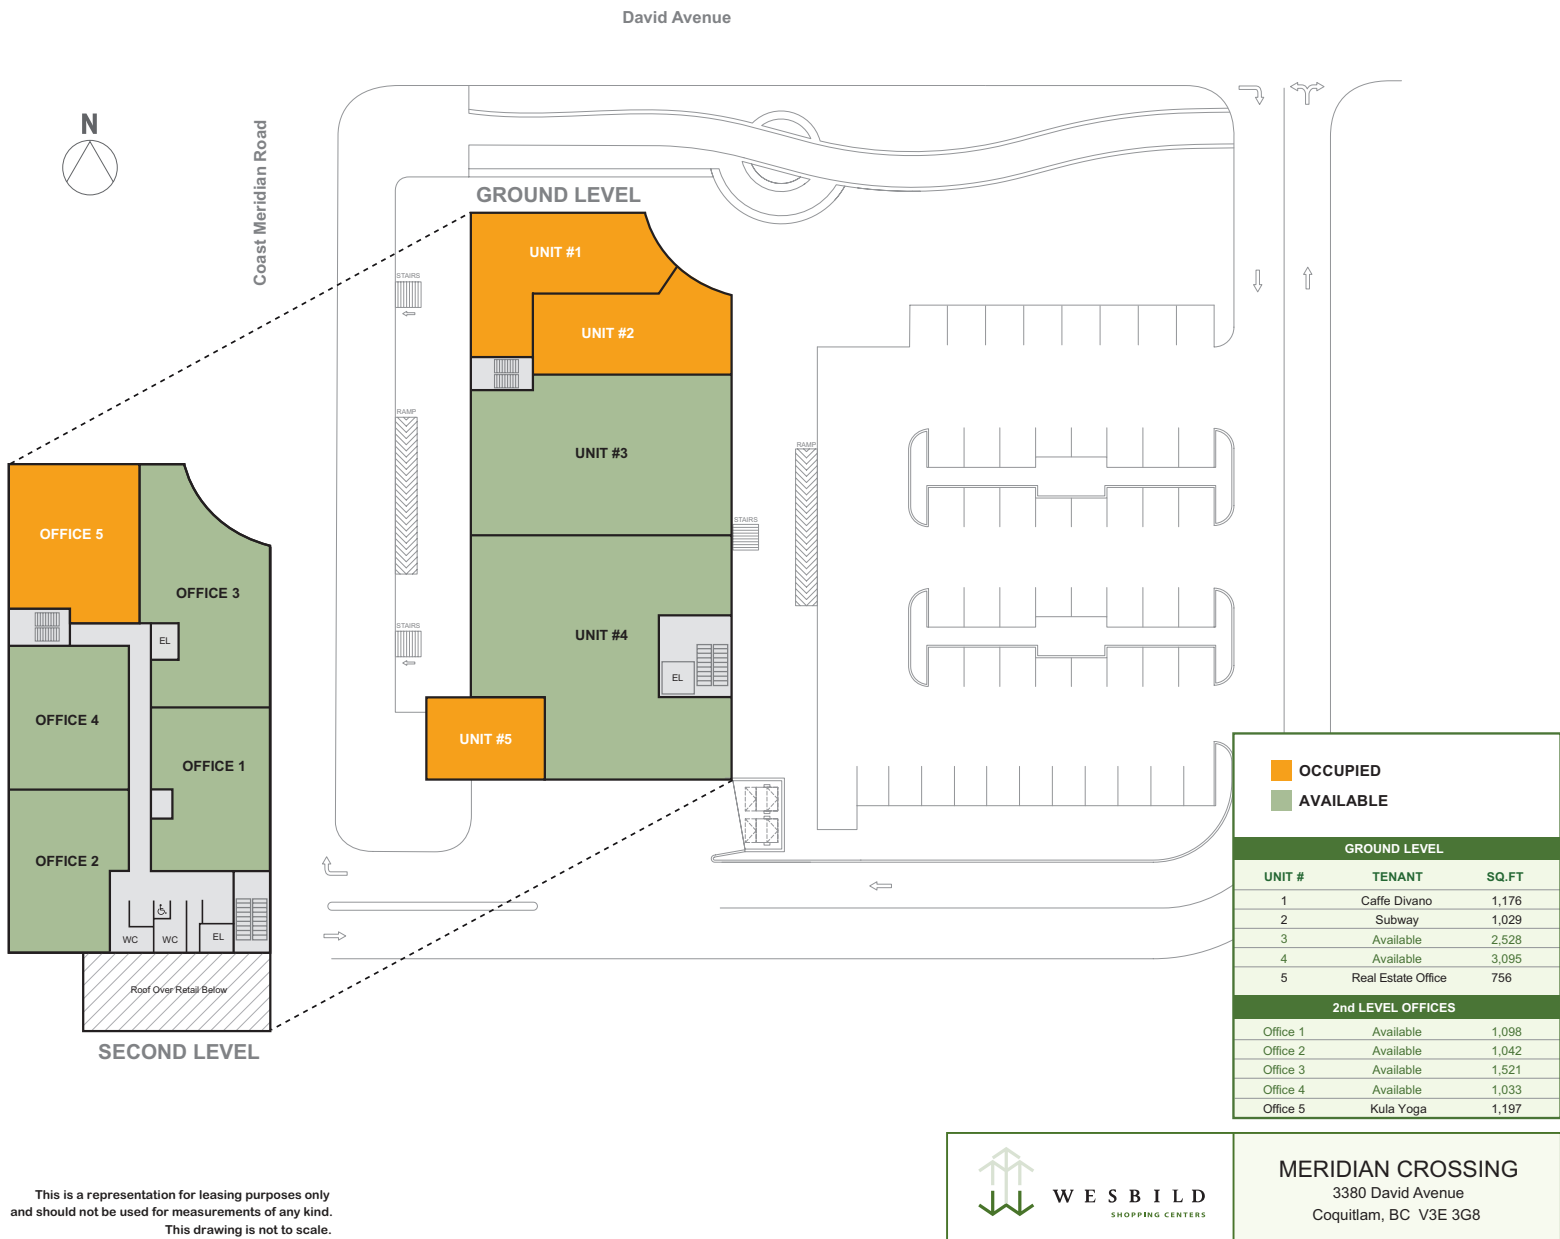 David Avenue
N
Coast Meridian Road
GROUND LEVEL
UNIT #1
STAIRS
UNIT #2
RAMP
UNIT #3
RAMP
STAIRS
OFFICE 5
OFFICE 3
STAIRS
UNIT #4
EL
EL
OFFICE 4
UNIT #5
OFFICE 1
OFFICE 2
WC
WC
EL
Roof Over Retail Below
SECOND LEVEL
OCCUPIED
AVAILABLE
GROUND LEVEL
UNIT # TENANT SQ.FT
1 Caffe Divano 1,176
2 Subway 1,029
3 Available 2,528
4 Available 3,095
5 Real Estate Office 756
2nd LEVEL OFFICES
Office 1 Available 1,098
Office 2 Available 1,042
Office 3 Available 1,521
Office 4 Available 1,033
Office 5 Kula Yoga 1,197
This is a representation for leasing purposes only
and should not be used for measurements of any kind.
This drawing is not to scale.
WESBILD
SHOPPING CENTERS
MERIDIAN CROSSING
3380 David Avenue
Coquitlam, BC V3E 3G8